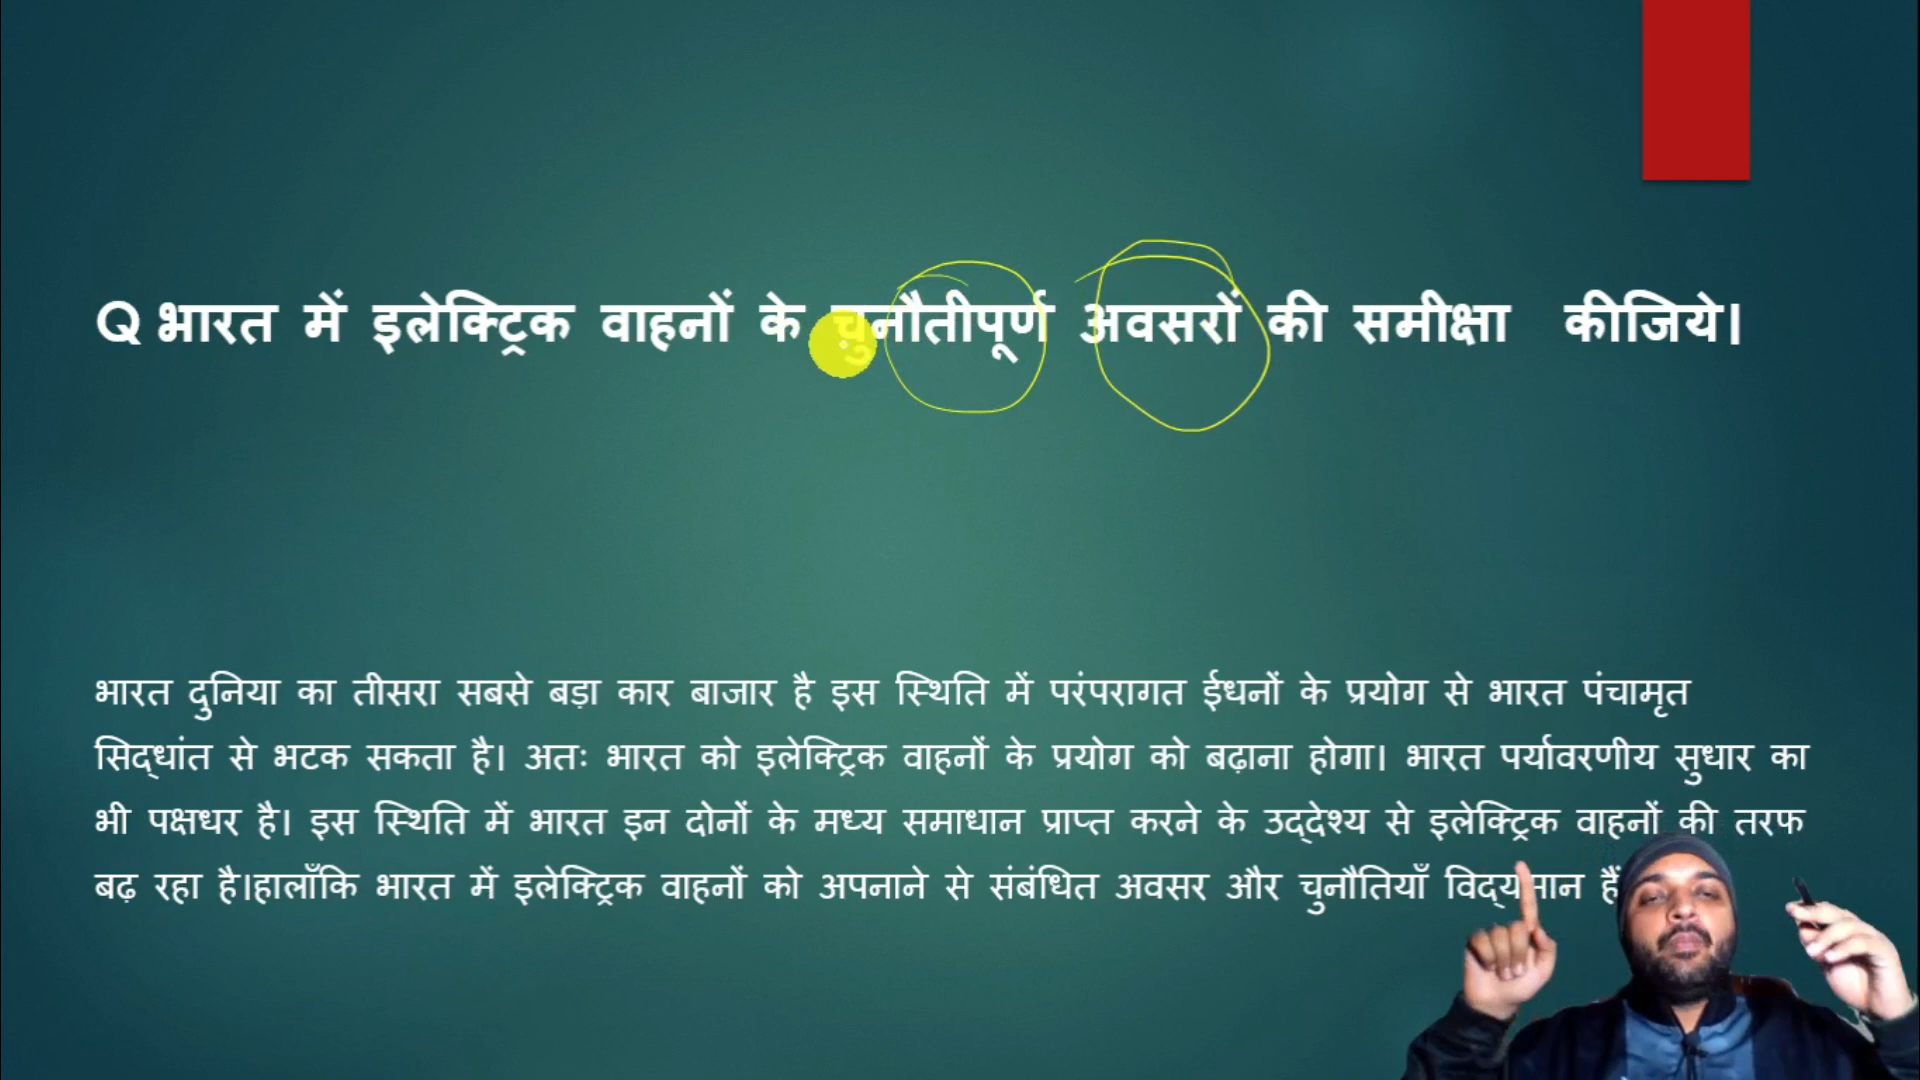 Q भारत में इलेक्ट्रिक वाहनों के चुनौतीपूर्ण अवसरों की समीक्षा कीजिये।
भारत दुनिया का तीसरा सबसे बड़ा कार बाजार है इस स्थिति में परंपरागत ईधनों के प्रयोग से भारत पंचामृत
सिद्धांत से भटक सकता है। अतः भारत को इलेक्ट्रिक वाहनों के प्रयोग को बढ़ाना होगा। भारत पर्यावरणीय सुधार का
भी पक्षधर है। इस स्थिति में भारत इन दोनों के मध्य समाधान प्राप्त करने के उद्देश्य से इलेक्ट्रिक वाहनों की तरफ
बढ़ रहा है।हालाँकि भारत में इलेक्ट्रिक वाहनों को अपनाने से संबंधित अवसर और चुनौतियाँ विद्यमान हैं